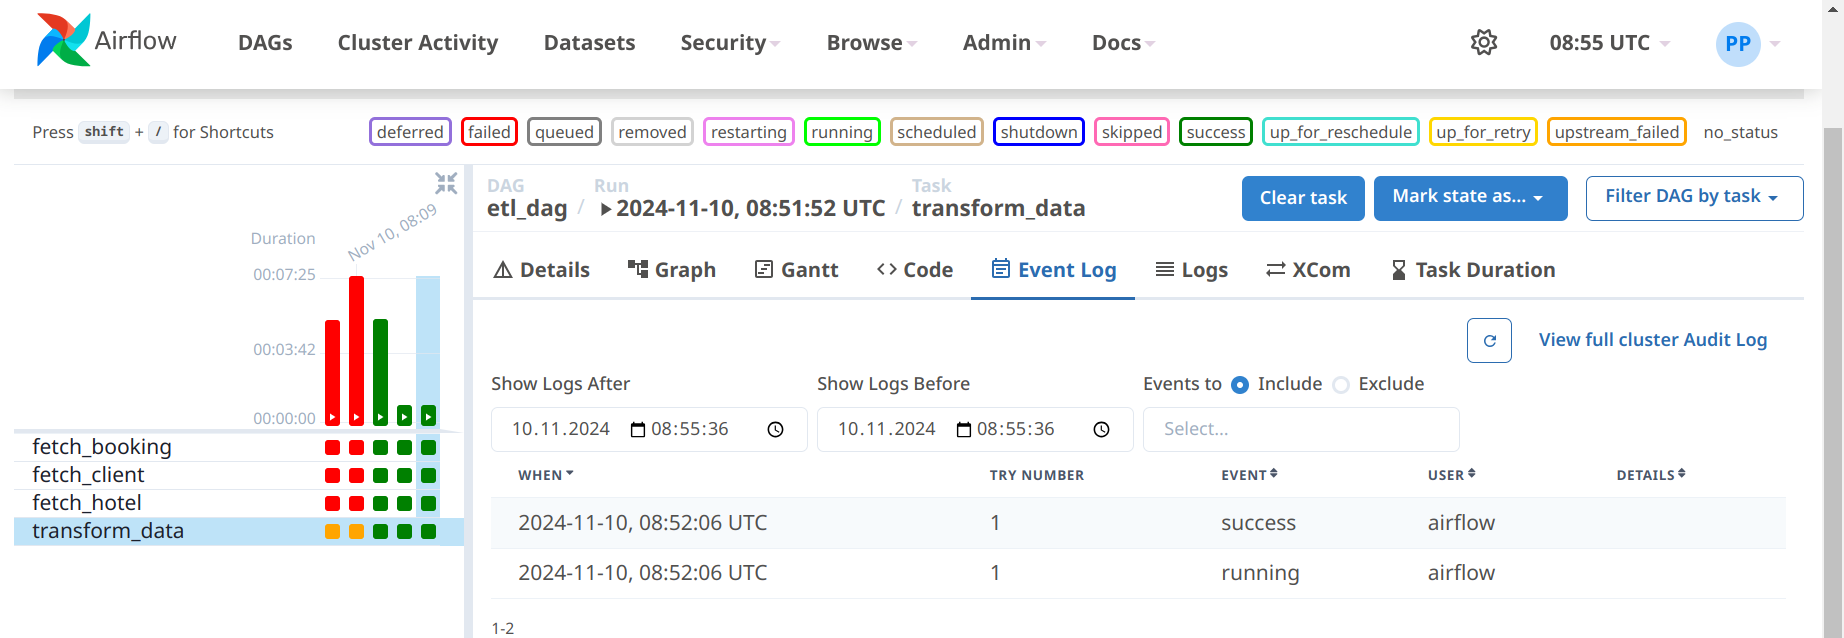 Airflow DAGs Cluster Activity Datasets Security Browse Admin Docs 08:55 UTC PP
Press shift + / for Shortcuts deferred failed queued removed restarting running scheduled shutdown skipped success up_for_reschedule up_for_retry upstream_failed no_status
DAG Run Task
etl_dag / 2024-11-10, 08:51:52 UTC / transform_data
Clear task Mark state as... Filter DAG by task
Nov 10, 08:09
Duration
00:07:25
00:03:42
00:00:00
fetch_booking
fetch_client
fetch_hotel
transform_data
Details Graph Gantt Code Event Log Logs XCom Task Duration
View full cluster Audit Log
Show Logs After Show Logs Before Events to Include Exclude
10.11.2024 08:55:36 10.11.2024 08:55:36 Select...
WHEN TRY NUMBER EVENT USER DETAILS
2024-11-10, 08:52:06 UTC 1 success airflow
2024-11-10, 08:52:06 UTC 1 running airflow
1-2